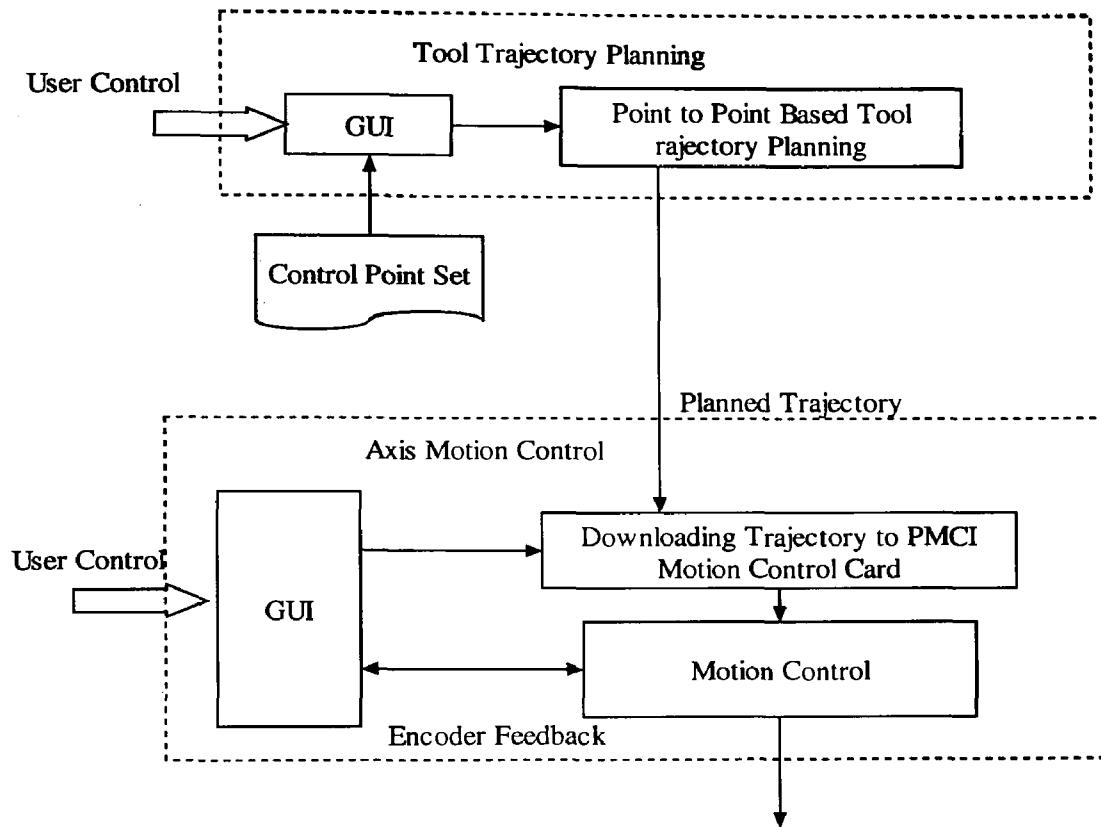 Tool Trajectory Planning
User Control
GUI
Point to Point Based Tool
rajectory Planning
Control Point Set
Planned Trajectory
Axis Motion Control
Downloading Trajectory to PMCI
Motion Control Card
User Control
GUI
Motion Control
Encoder Feedback